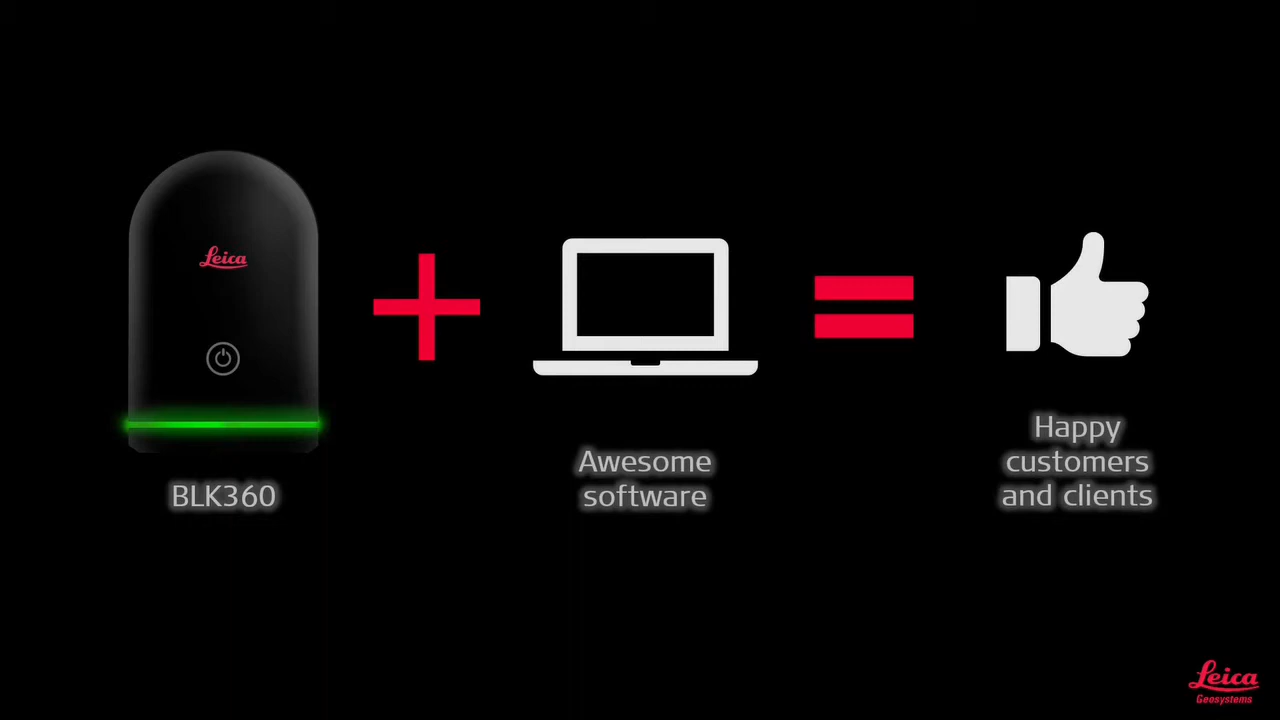 Leica
BLK360
Awesome
software
Happy
customers
and clients
Leica
Geosystems